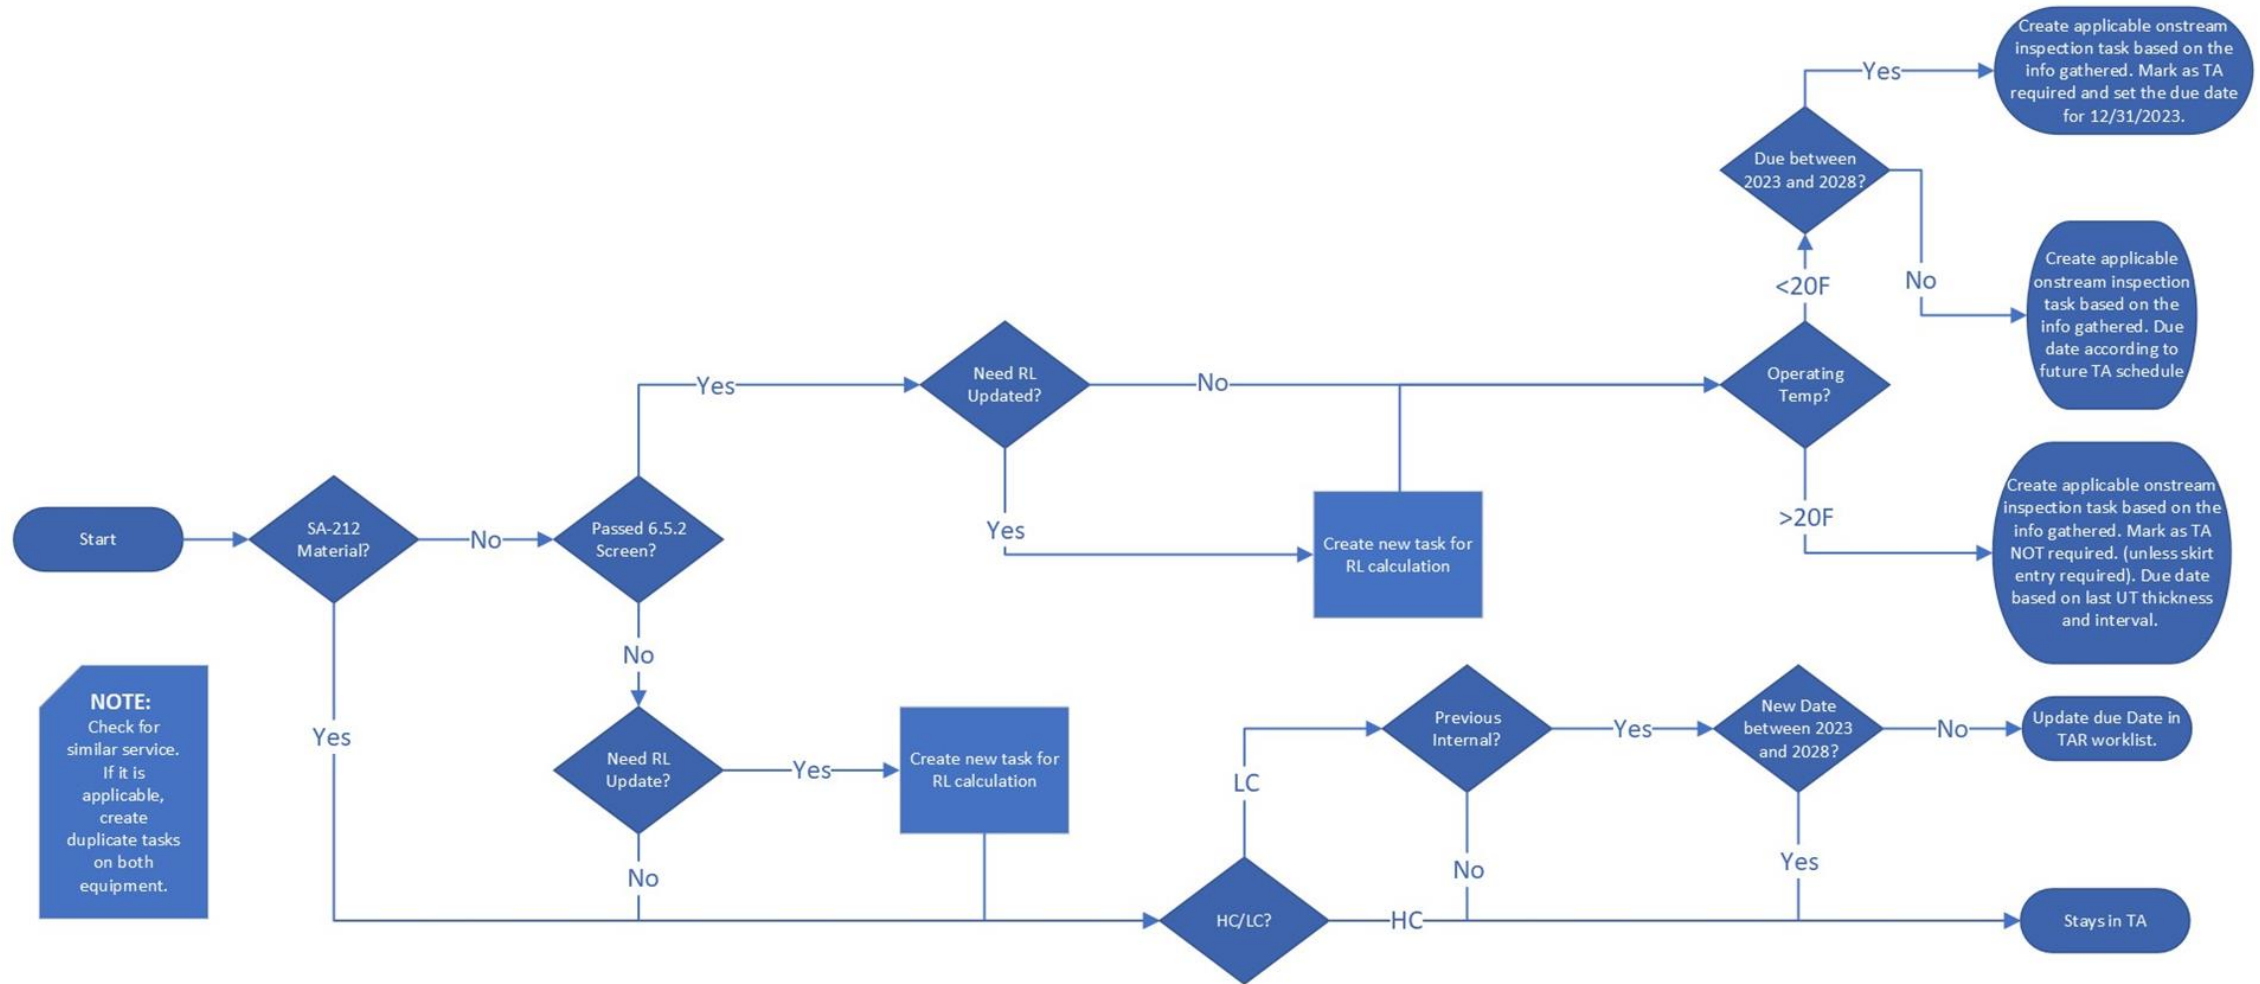 Create applicable onstream
inspection task based on the
info gathered. Mark as TA
required and set the due date
for 12/31/2023.
Yes
Due between
2023 and 2028?
No
Create applicable
onstream inspection
task based on the
info gathered. Due
date according to
future TA schedule
<20F
Need RL
Updated?
Yes
No
Operating
Temp?
>20F
Create applicable onstream
inspection task based on the
info gathered. Mark as TA
NOT required. (unless skirt
entry required). Due date
based on last UT thickness
and interval.
Yes
Create new task for
RL calculation
Start
SA-212
Material?
No
Passed 6.5.2
Screen?
No
Yes
NOTE:
Check for
similar service.
If it is
applicable,
create
duplicate tasks
on both
equipment.
Need RL
Update?
Yes
Create new task for
RL calculation
No
LC
Previous
Internal?
Yes
New Date
between 2023
and 2028?
No
Update due Date in
TAR worklist.
No
Yes
HC/LC?
HC
Stays in TA